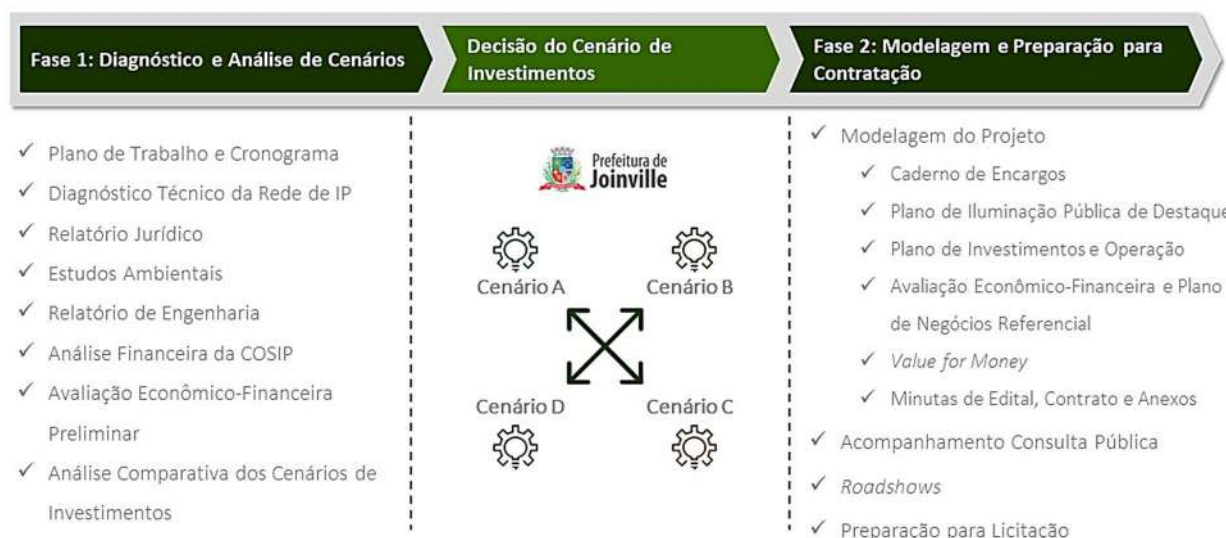 Fase 1: Diagnóstico e Análise de Cenários
Decisão do Cenário de
Investimentos
Fase 2: Modelagem e Preparação para
Contratação
Plano de Trabalho e Cronograma
Diagnóstico Técnico da Rede de IP
Relatório Jurídico
Estudos Ambientais
Relatório de Engenharia
Análise Financeira da COSIP
Avaliação Econômico-Financeira
Preliminar
Análise Comparativa dos Cenários de
Investimentos
Prefeitura de
Joinville
Cenário A
Cenário B
Cenário D
Cenário C
Modelagem do Projeto
Caderno de Encargos
Plano de Iluminação Pública de Destaque
Plano de Investimentos e Operação
Avaliação Econômico-Financeira e Plano
de Negócios Referencial
Value for Money
Minutas de Edital, Contrato e Anexos
Acompanhamento Consulta Pública
Roadshows
Preparação para Licitação